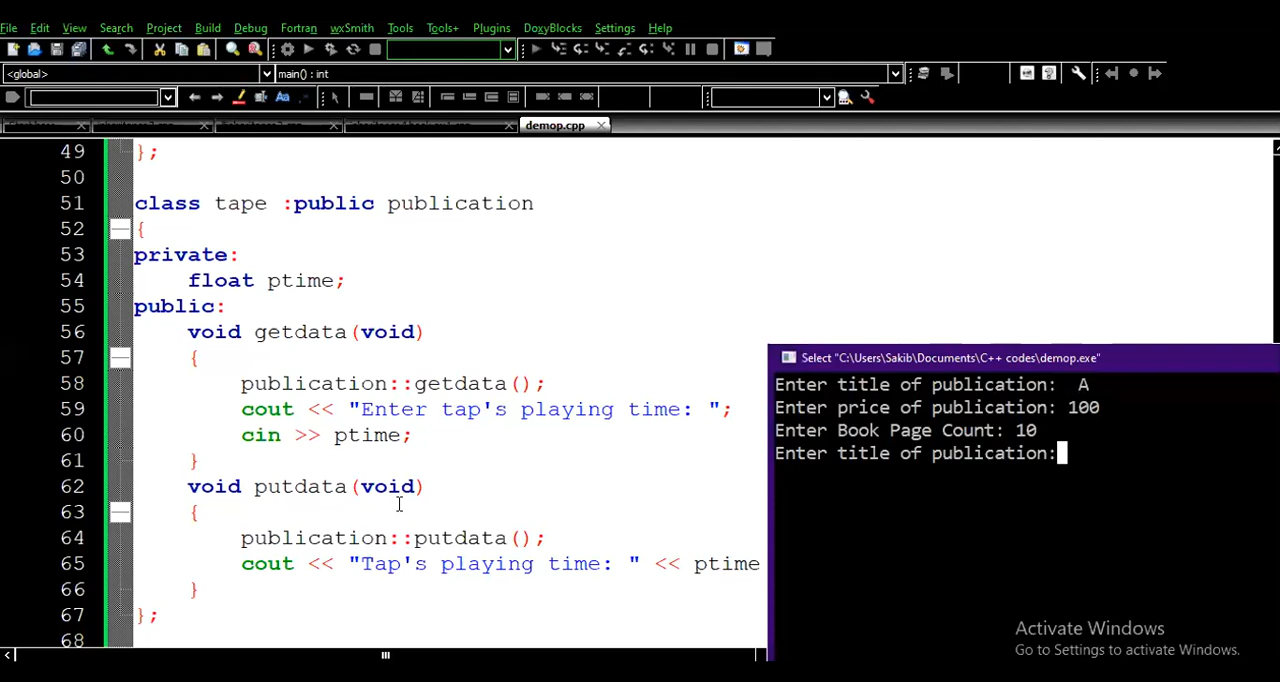 File Edit View Search Project Build Debug Fortran wxSmith Tools Tools+ Plugins DoxyBlocks Settings Help
<global> main() : int
demop.cpp
49 };
50
51 class tape :public publication
52 {
53 private:
54 float ptime;
55 public:
56 void getdata(void)
57 {
58 publication::getdata();
59 cout << "Enter tap's playing time: ";
60 cin >> ptime;
61 }
62 void putdata(void)
63 {
64 publication::putdata();
65 cout << "Tap's playing time: " << ptime
66 }
67 };
68
Select "C:\Users\Sakib\Documents\C++ codes\demop.exe"
Enter title of publication:  A
Enter price of publication: 100
Enter Book Page Count: 10
Enter title of publication:
Activate Windows
Go to Settings to activate Windows.